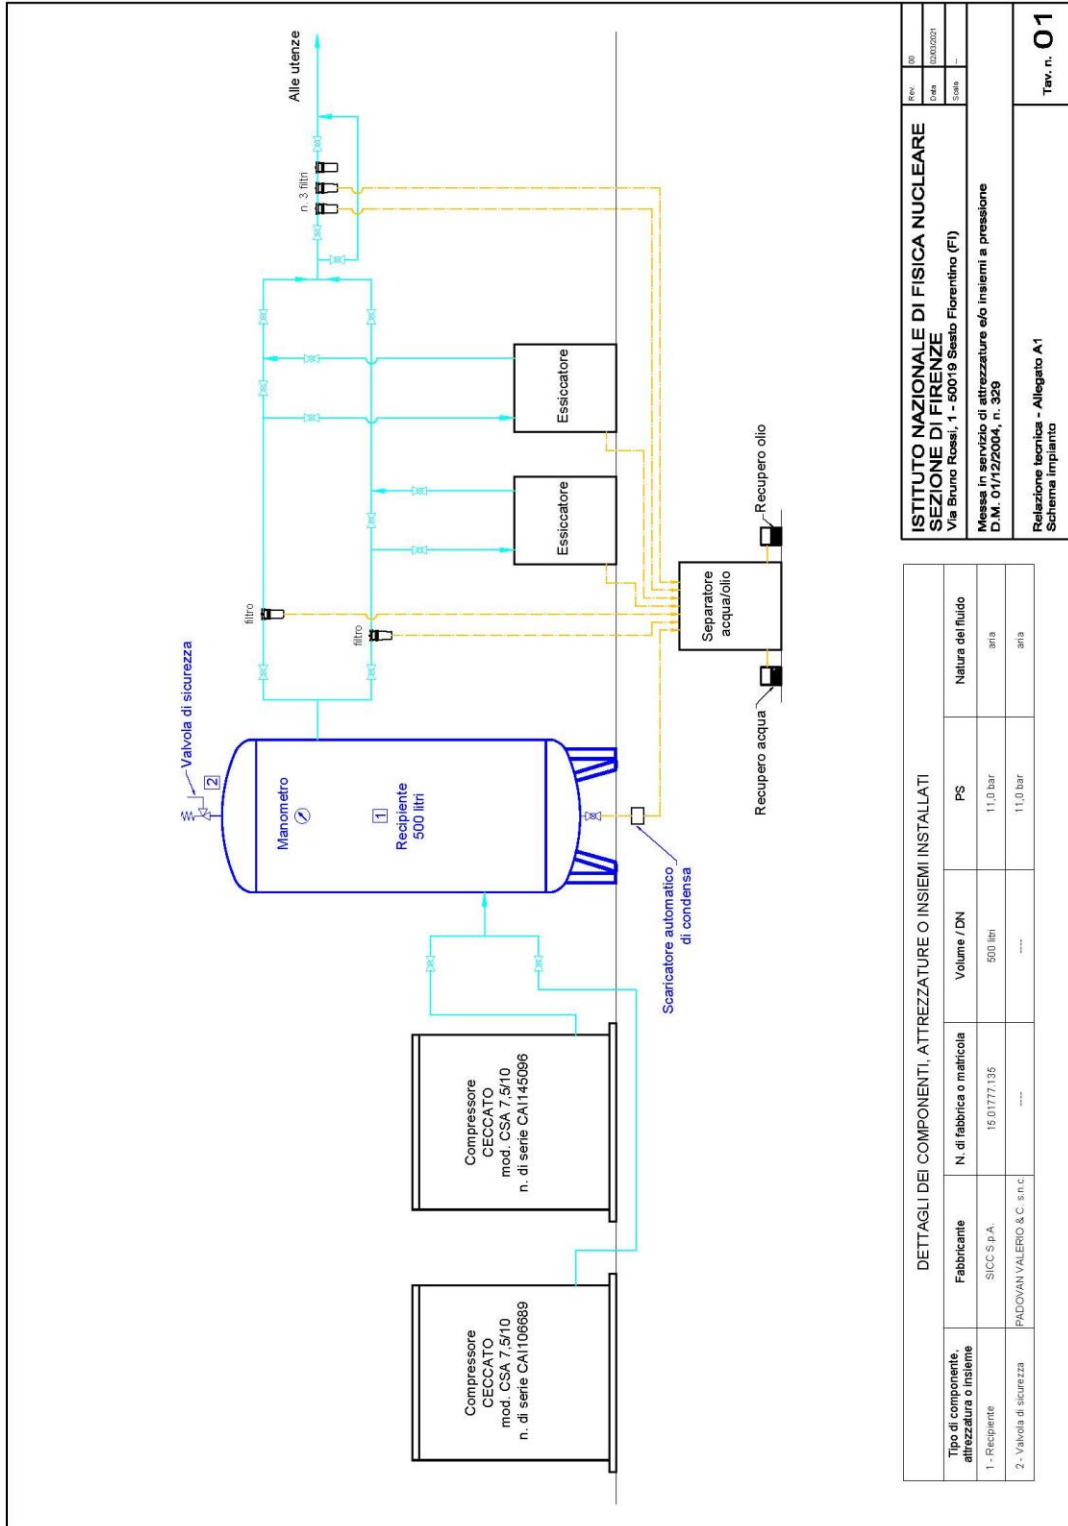 Compressore
CECCATO
mod. CSA 7,5/10
n. di serie CAI106689
Compressore
CECCATO
mod. CSA 7,5/10
n. di serie CAI145096
Valvola di sicurezza
2
Manometro
1
Recipiente
500 litri
Scaricatore automatico
di condensa
filtro
filtro
Essiccatore
Essiccatore
n. 3 filtri
Alle utenze
Separatore
acqua/olio
Recupero acqua
Recupero olio
DETTAGLI DEI COMPONENTI, ATTREZZATURE O INSIEMI INSTALLATI
Tipo di componente, attrezzatura o insieme	Fabbricante	N. di fabbrica o matricola	Volume / DN	PS	Natura del fluido
1 - Recipiente	SICC S.p.A.	15.01777.135	500 litri	11,0 bar	aria
2 - Valvola di sicurezza	PADOVAN VALERIO & C. s.n.c.	----	----	11,0 bar	aria
ISTITUTO NAZIONALE DI FISICA NUCLEARE
SEZIONE DI FIRENZE
Via Bruno Rossi, 1 - 50019 Sesto Fiorentino (FI)
Rev. 00
Data 02/03/2021
Scala --
Messa in servizio di attrezzature e/o insiemi a pressione
D.M. 01/12/2004, n. 329
Relazione tecnica - Allegato A1
Schema impianto
Tav. n. 01